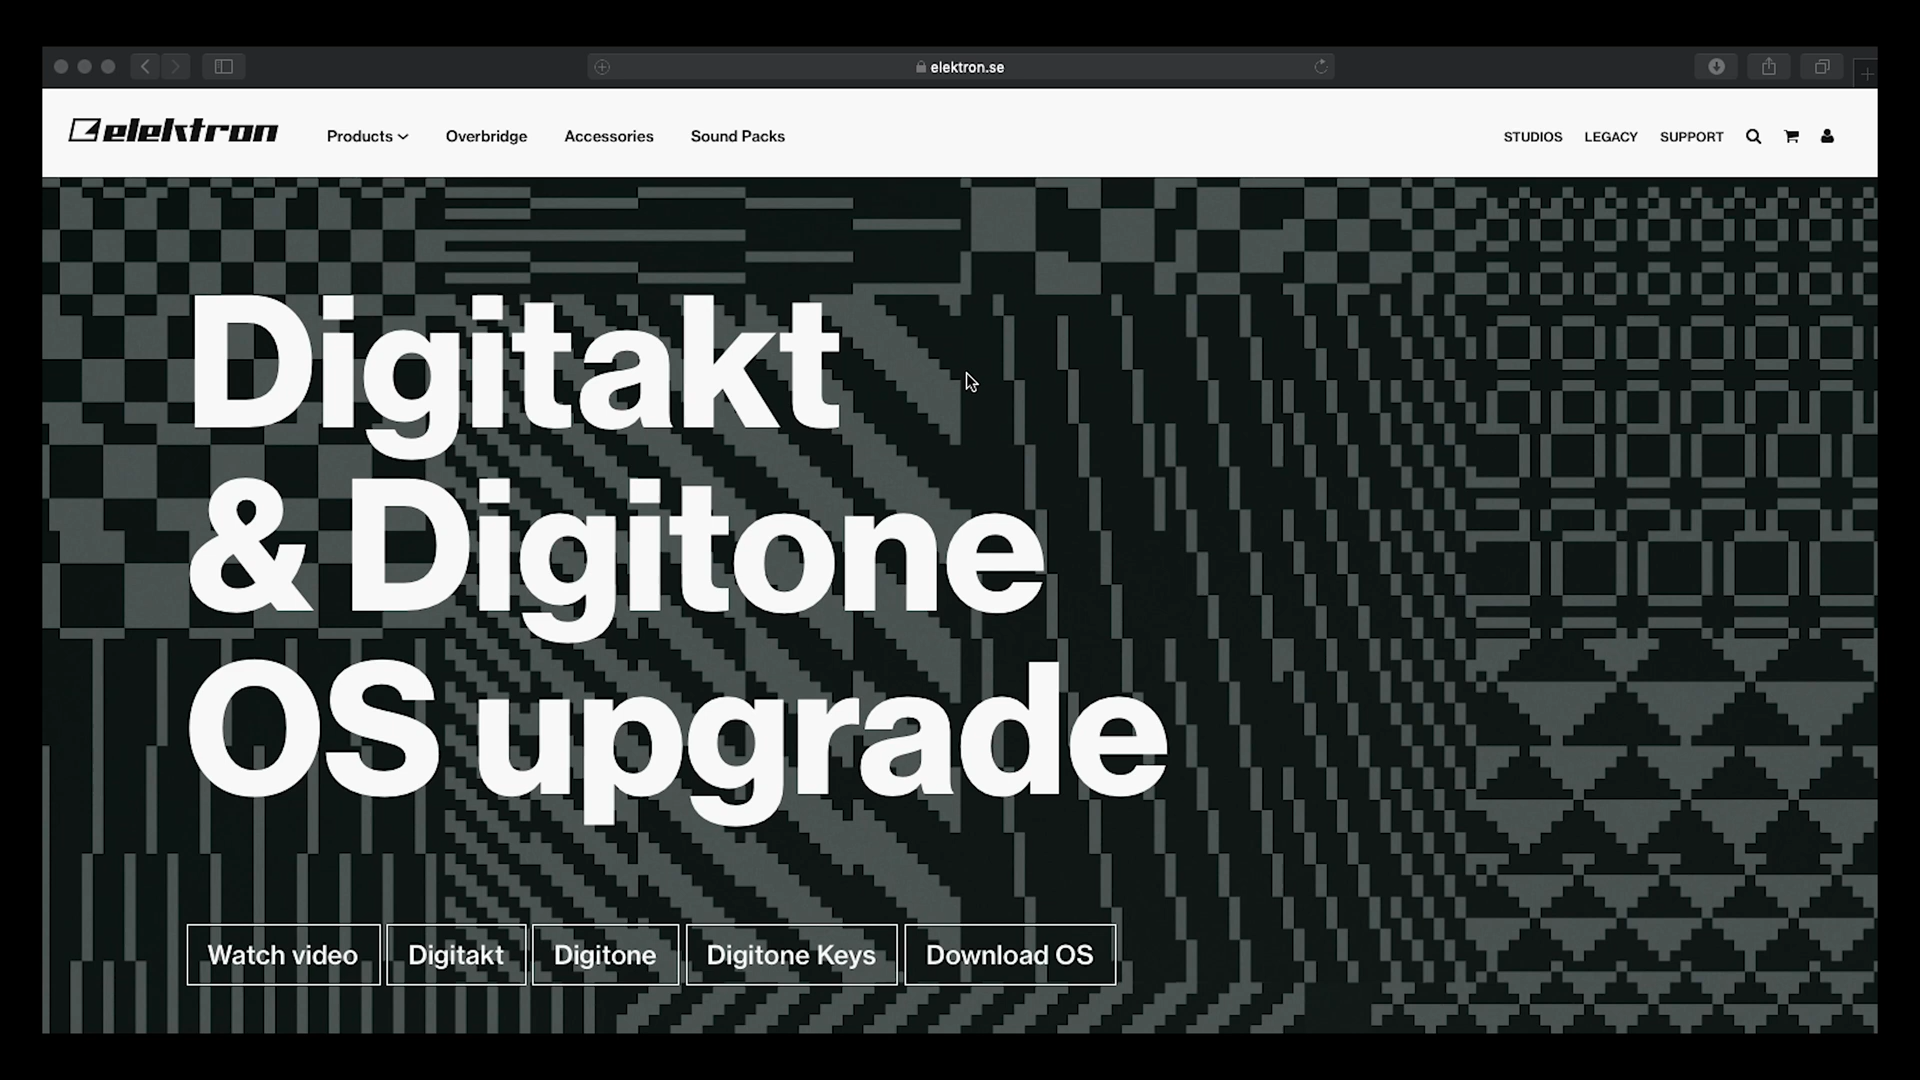 elektron.se
elektron
Products
Overbridge
Accessories
Sound Packs
STUDIOS
LEGACY
SUPPORT
Digitakt
& Digitone
OS upgrade
Watch video
Digitakt
Digitone
Digitone Keys
Download OS